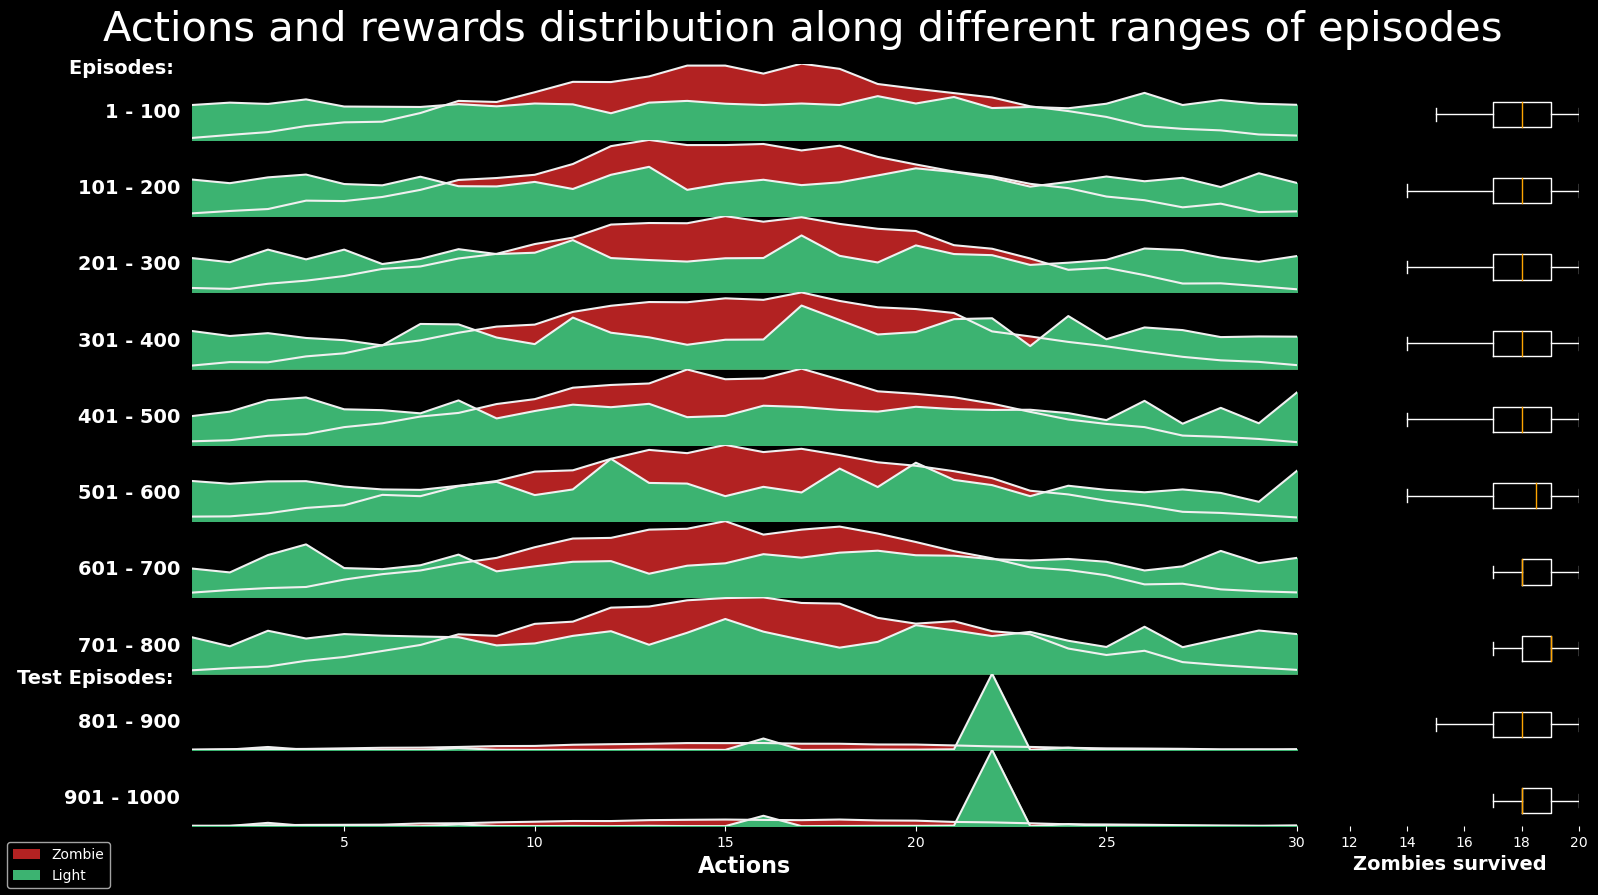 Actions and rewards distribution along different ranges of episodes
Episodes:
1 - 100
101 - 200
201 - 300
301 - 400
401 - 500
501 - 600
601 - 700
701 - 800
Test Episodes:
801 - 900
901 - 1000
5 10 15 20 25 30
12 14 16 18 20
Actions
Zombies survived
Zombie
Light